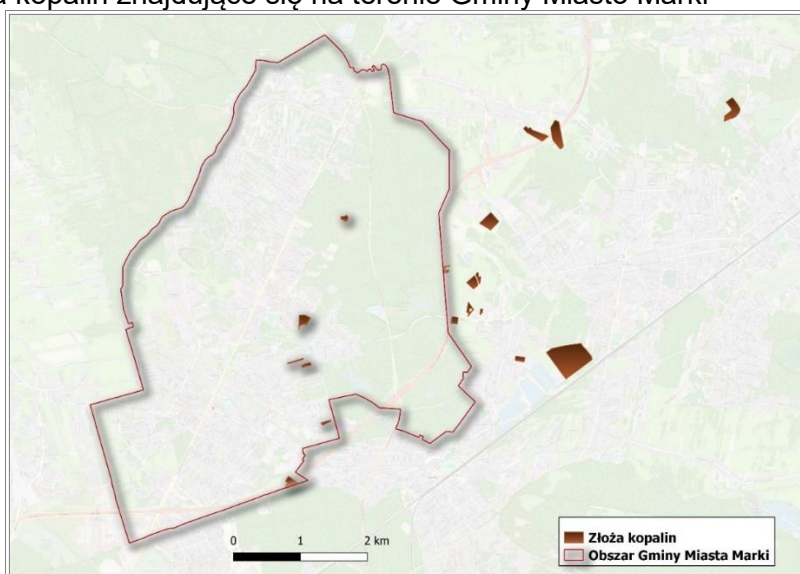 kopalin znajdujące się na terenie Gminy Miasto Marki
0 1 2 km
Złoża kopalin
Obszar Gminy Miasta Marki